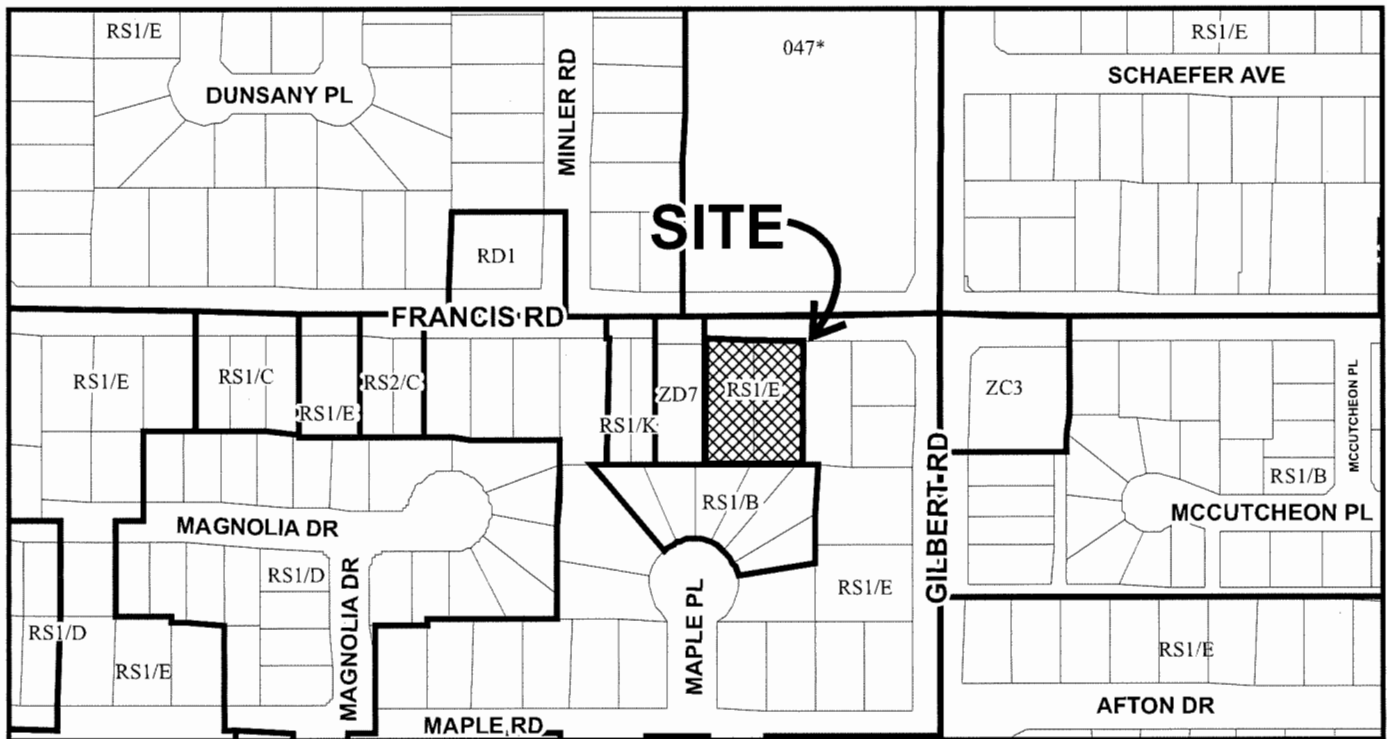 RS1/E
DUNSANY PL
MINLER RD
047*
RS1/E
SCHAEFER AVE
SITE
RD1
FRANCIS RD
RS1/E
RS1/C
RS1/E
RS2/C
RS1/K
ZD7
RS1/E
ZC3
MCCUTCHEON PL
GILBERT RD
RS1/B
RS1/B
MCCUTCHEON PL
MAGNOLIA DR
RS1/D
MAGNOLIA DR
MAPLE PL
RS1/E
RS1/D
RS1/E
RS1/E
AFTON DR
MAPLE RD